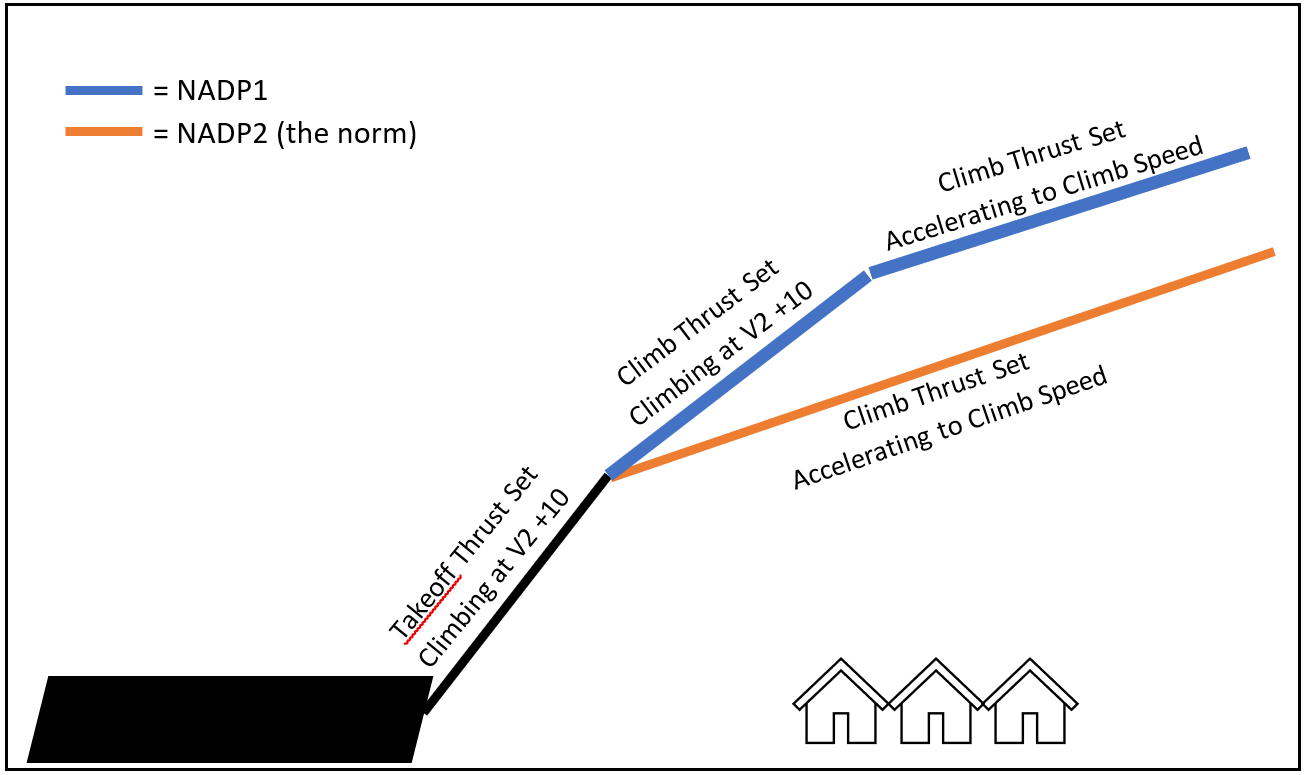 = NADP1
= NADP2 (the norm)
Climb Thrust Set
Accelerating to Climb Speed
Climb Thrust Set
Climbing at V2 +10
Climb Thrust Set
Accelerating to Climb Speed
Takeoff Thrust Set
Climbing at V2 +10